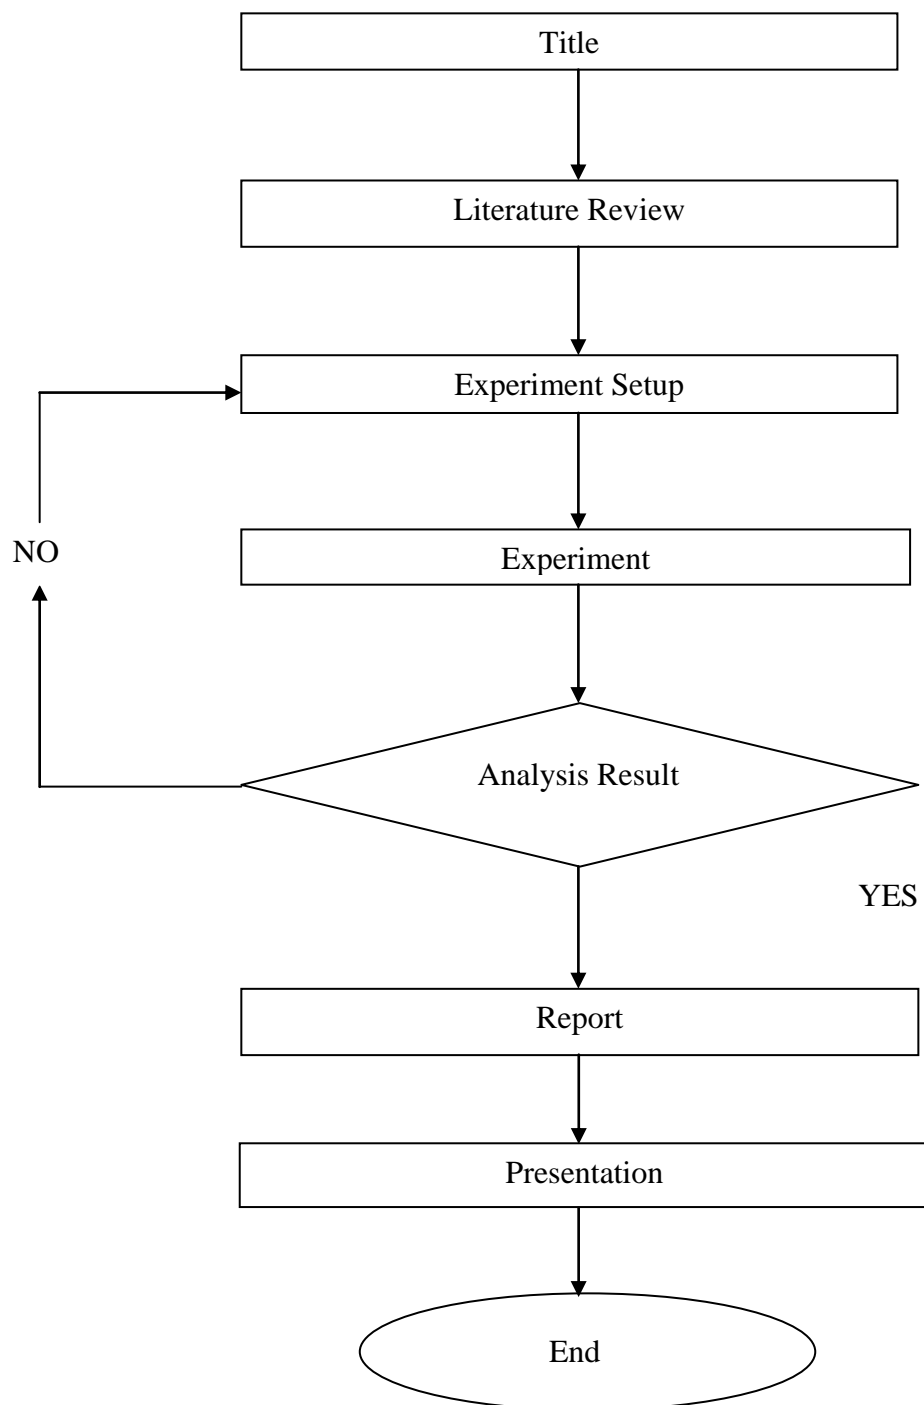 Title
Literature Review
Experiment Setup
NO
Experiment
Analysis Result
YES
Report
Presentation
End